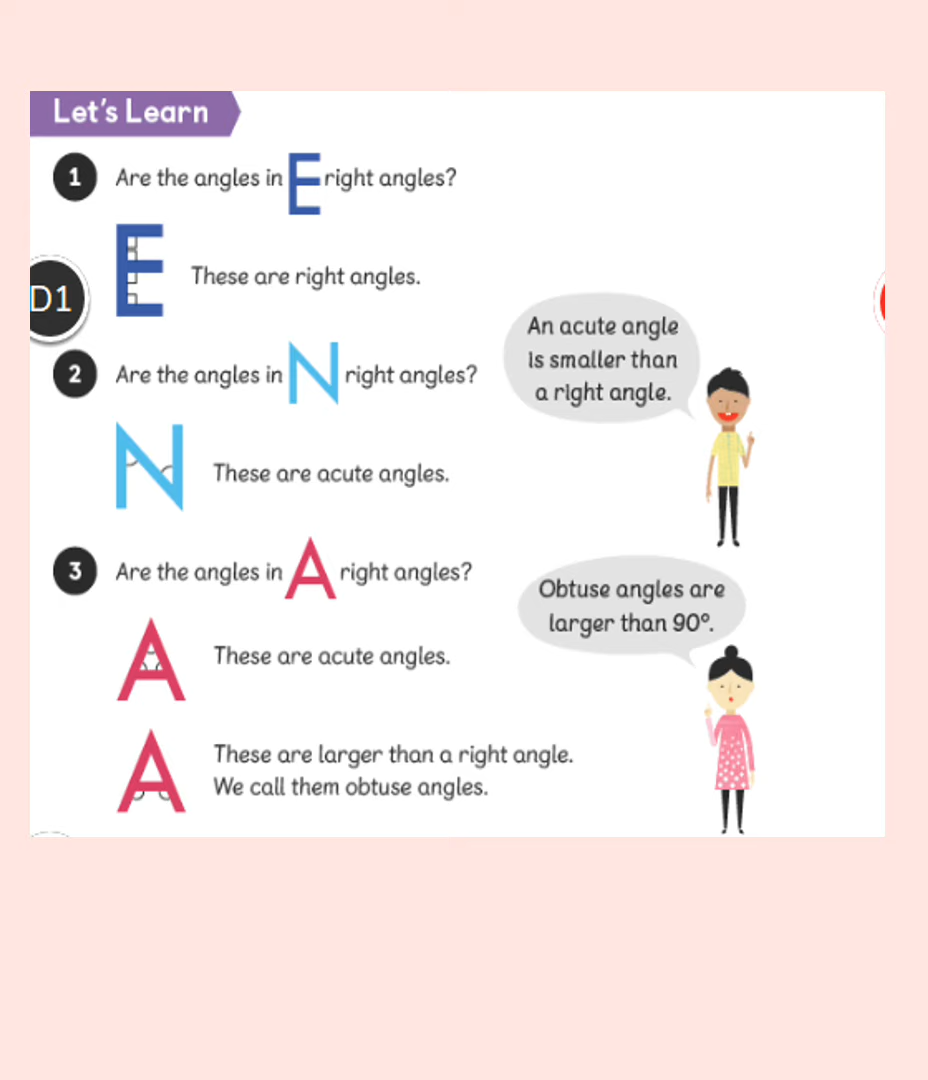 Let's Learn
1 Are the angles in E right angles?
E These are right angles.
D1
An acute angle
is smaller than
a right angle.
2 Are the angles in N right angles?
N These are acute angles.
3 Are the angles in A right angles?
Obtuse angles are
larger than 90°.
A These are acute angles.
A These are larger than a right angle.
We call them obtuse angles.